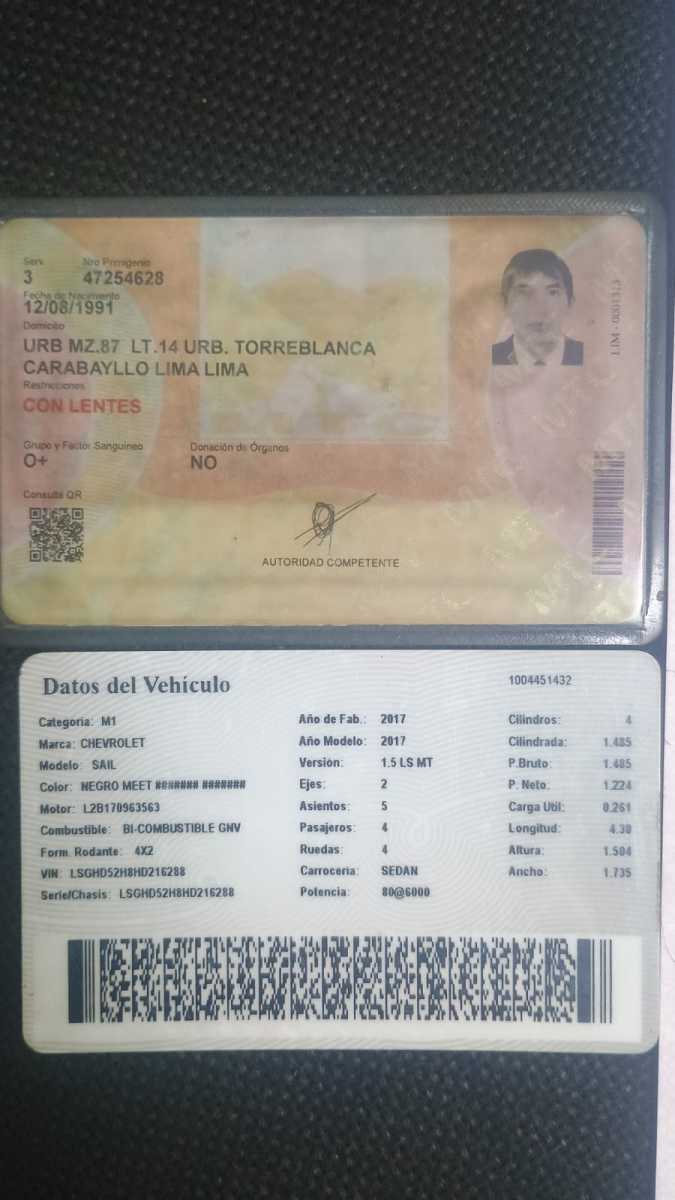 Serv. Nro Primigenio
3 47254628
Fecha de Nacimiento
12/08/1991
Domicilio
URB MZ.87 LT.14 URB. TORREBLANCA
CARABAYLLO LIMA LIMA
Restricciones
CON LENTES
Grupo y Factor Sanguineo Donación de Órganos
O+ NO
Consulta QR
AUTORIDAD COMPETENTE
Datos del Vehículo 1004451432
Categoria: M1 Año de Fab.: 2017 Cilindros: 4
Marca: CHEVROLET Año Modelo: 2017 Cilindrada: 1.485
Modelo: SAIL Versión: 1.5 LS MT P.Bruto: 1.485
Color: NEGRO MEET ####### ####### Ejes: 2 P. Neto: 1.224
Motor: L2B170963563 Asientos: 5 Carga Util: 0.261
Combustible: BI-COMBUSTIBLE GNV Pasajeros: 4 Longitud: 4.30
Form. Rodante: 4X2 Ruedas: 4 Altura: 1.504
VIN: LSGHD52H8HD216288 Carroceria: SEDAN Ancho: 1.735
Serie/Chasis: LSGHD52H8HD216288 Potencia: 80@6000